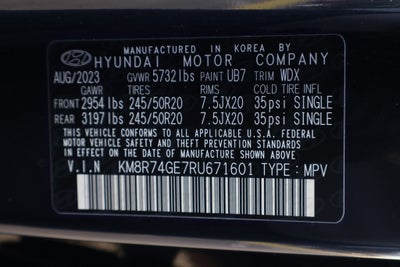 MANUFACTURED IN KOREA BY
HYUNDAI MOTOR COMPANY
AUG/2023 GVWR 5732lbs PAINT UB7 TRIM WDX
GAWR TIRES RIMS COLD TIRE INFL
FRONT 2954 lbs 245/50R20 7.5JX20 35psi SINGLE
REAR 3197 lbs 245/50R20 7.5JX20 35psi SINGLE
THIS VEHICLE CONFORMS TO ALL APPLICABLE U.S.A. FEDERAL
MOTOR VEHICLE SAFETY, BUMPER, AND THEFT PREVENTION STANDARDS
IN EFFECT ON THE DATE OF MANUFACTURE SHOWN ABOVE.
V.I.N KM8R74GE7RU671601 TYPE : MPV